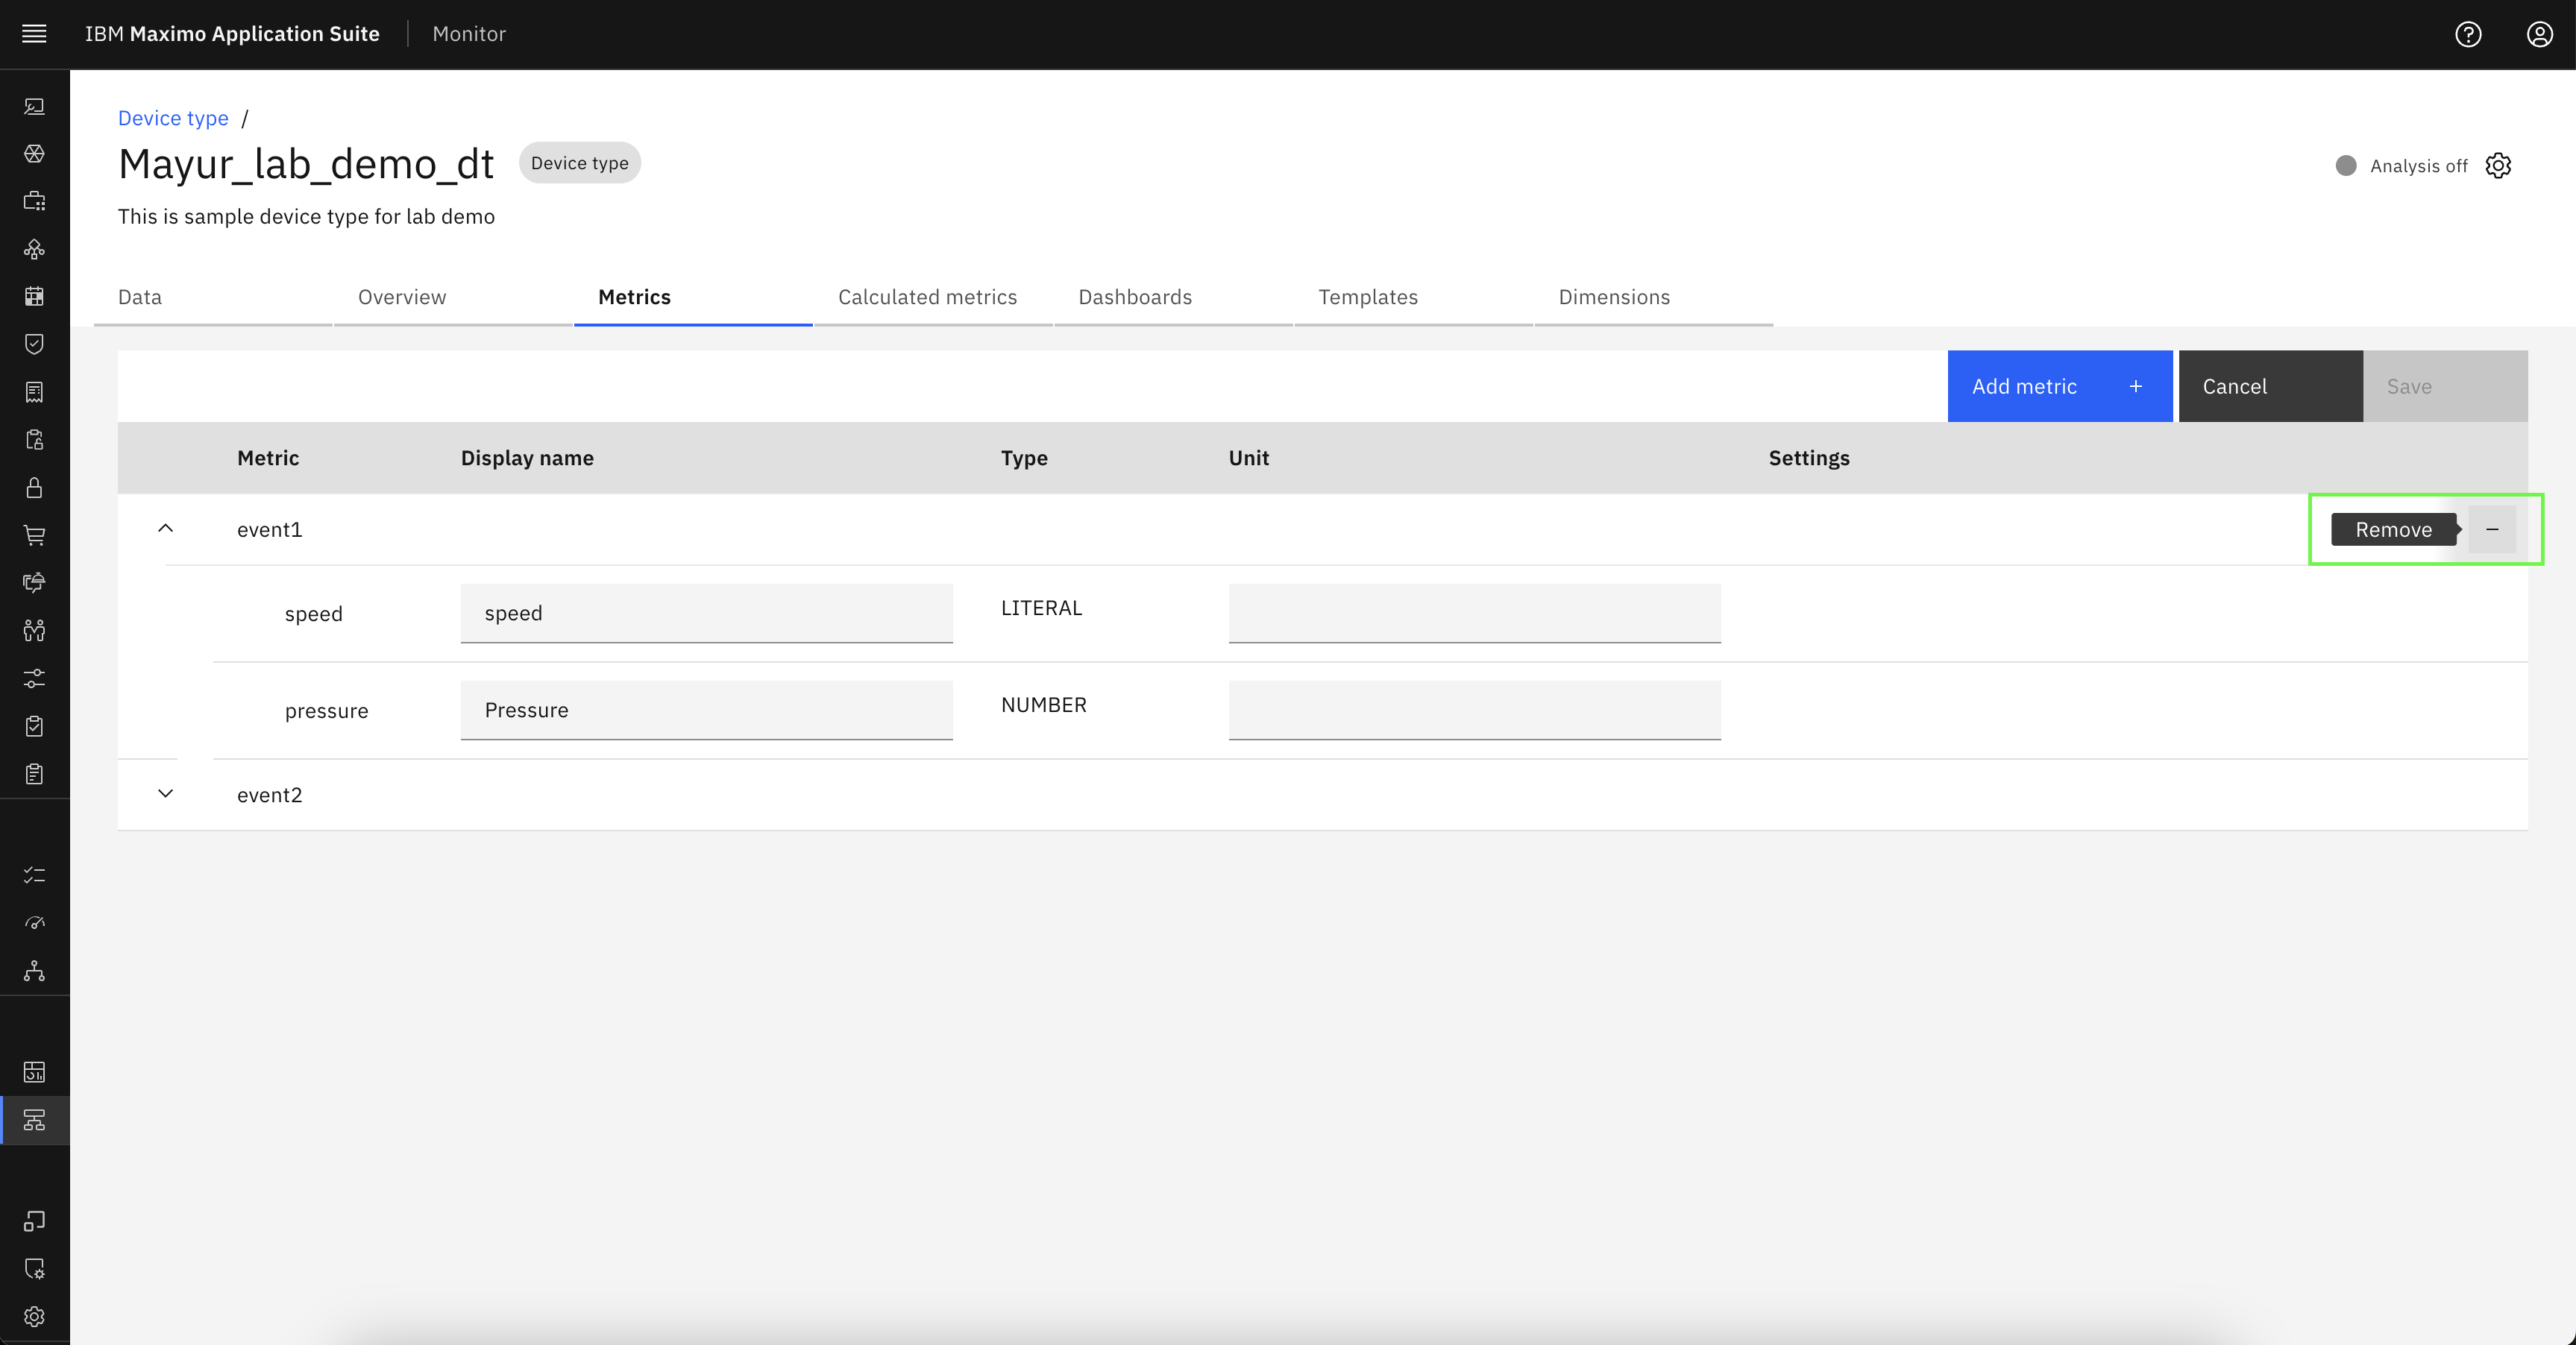 IBM Maximo Application Suite | Monitor
Device type /
Mayur_lab_demo_dt Device type
Analysis off
This is sample device type for lab demo
Data Overview Metrics Calculated metrics Dashboards Templates Dimensions
Add metric + Cancel Save
Metric Display name Type Unit Settings
event1 Remove −
speed speed LITERAL
pressure Pressure NUMBER
event2